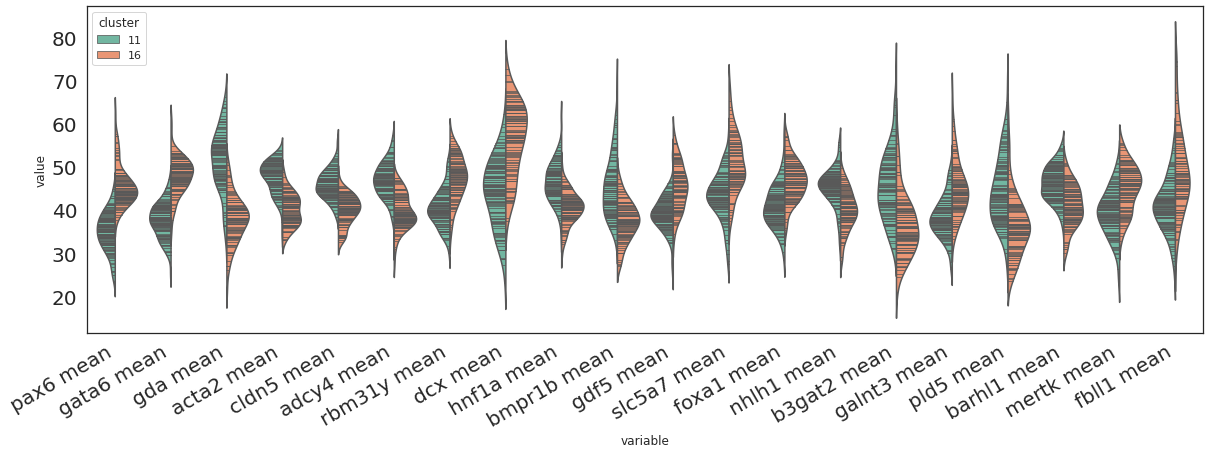 cluster
11
16
80
70
60
50
40
30
20
value
pax6 mean
gata6 mean
gda mean
acta2 mean
cldn5 mean
adcy4 mean
rbm31y mean
dcx mean
hnf1a mean
bmpr1b mean
gdf5 mean
slc5a7 mean
foxa1 mean
nhlh1 mean
b3gat2 mean
galnt3 mean
pld5 mean
barhl1 mean
mertk mean
fbll1 mean
variable